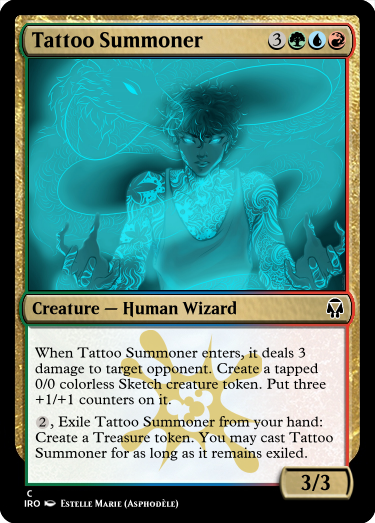 Tattoo Summoner 3
Creature — Human Wizard
When Tattoo Summoner enters, it deals 3
damage to target opponent. Create a tapped
0/0 colorless Sketch creature token. Put three
+1/+1 counters on it.
2, Exile Tattoo Summoner from your hand:
Create a Treasure token. You may cast Tattoo
Summoner for as long as it remains exiled.
3/3
C
IRO Estelle Marie (Asphodèle)